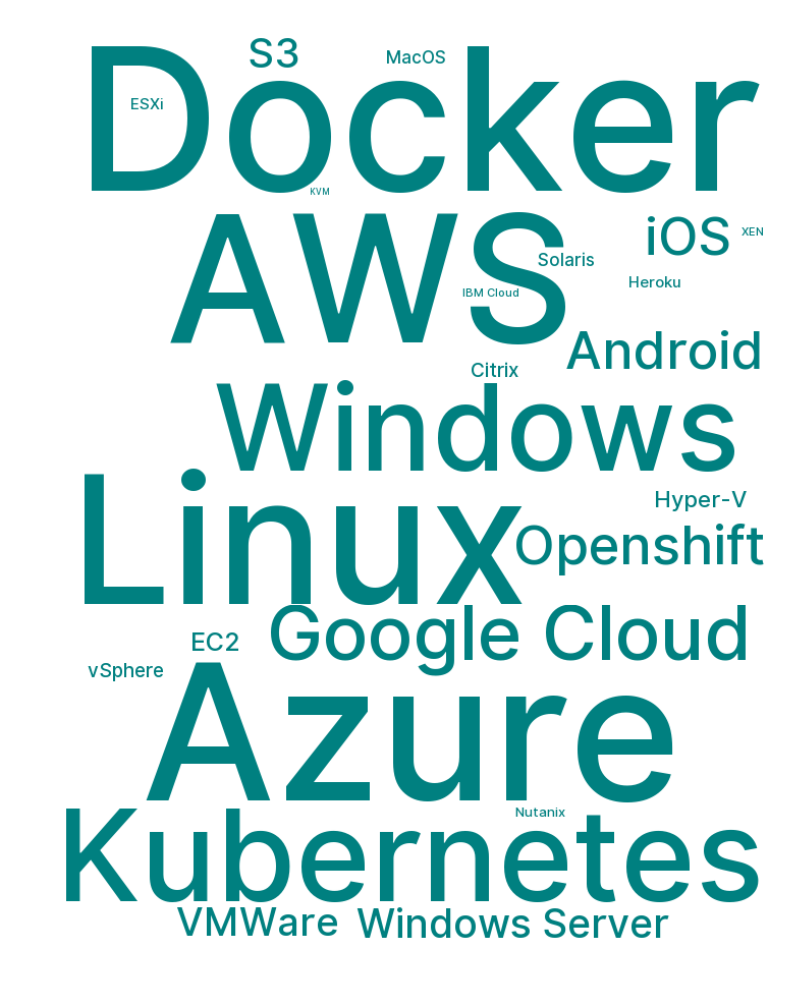 S3
MacOS
Docker
ESXi
KVM
AWS
iOS
XEN
Solaris
Heroku
IBM Cloud
Android
Citrix
Windows
Linux
Hyper-V
Openshift
Google Cloud
EC2
vSphere
Azure
Nutanix
Kubernetes
VMWare
Windows Server